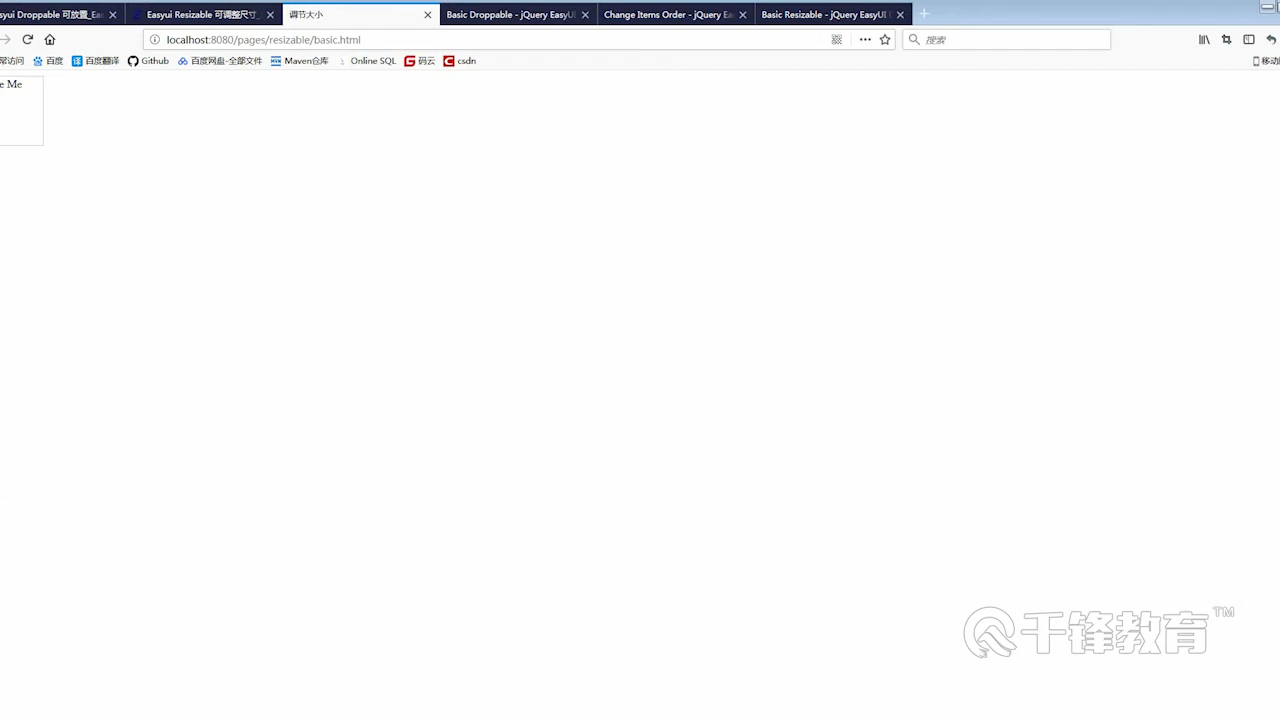 syui Droppable 可放置_Eas
Easyui Resizable 可调整尺寸_
调节大小
Basic Droppable - jQuery EasyUI
Change Items Order - jQuery Ea
Basic Resizable - jQuery EasyUI D
localhost:8080/pages/resizable/basic.html
搜索
常访问 百度 百度翻译 Github 百度网盘-全部文件 Maven仓库 Online SQL 码云 csdn
移动
e Me
千锋教育™